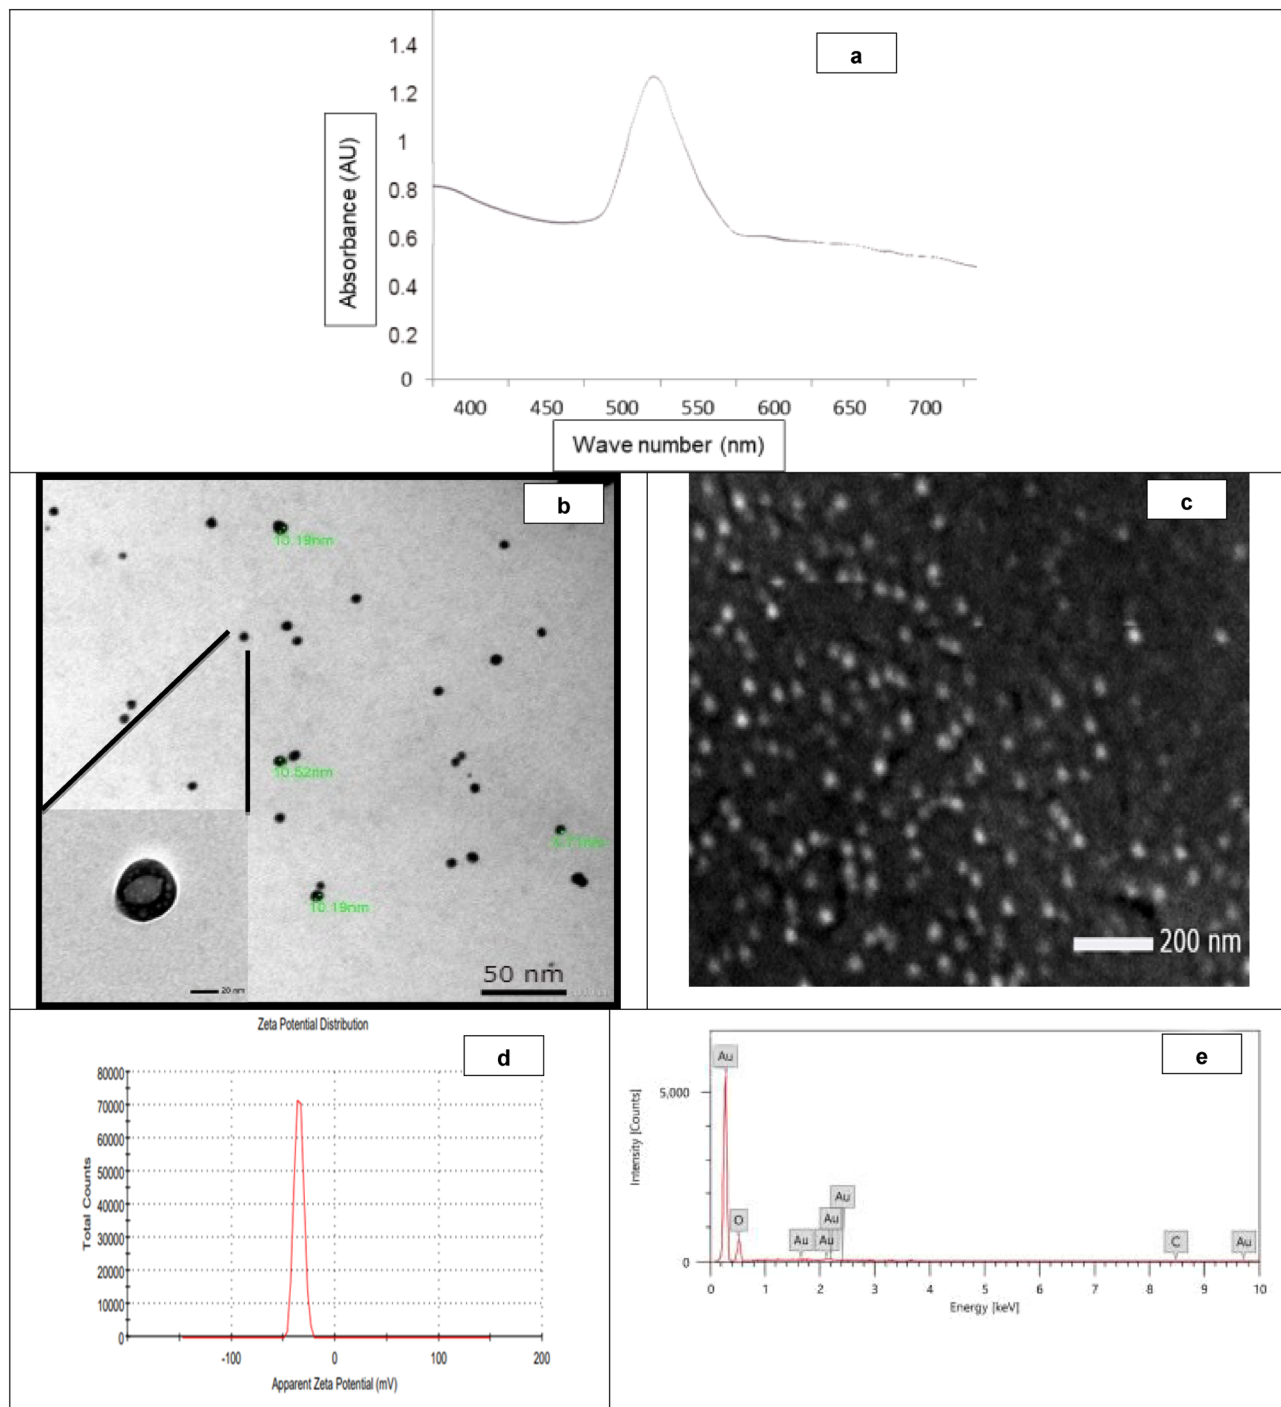 a
1.4
1.2
1
0.8
0.6
0.4
0.2
0
Absorbance (AU)
400 450 500 550 600 650 700
Wave number (nm)
b
10.52nm
10.19nm
20 nm
50 nm
c
200 nm
Zeta Potential Distribution
d
80000
70000
60000
50000
40000
30000
20000
10000
0
Total Counts
-100 0 100 200
Apparent Zeta Potential (mV)
e
Au
5,000
Au
Au
O
Au
Au
C
Au
0
Intensity [Counts]
0 1 2 3 4 5 6 7 8 9 10
Energy [keV]